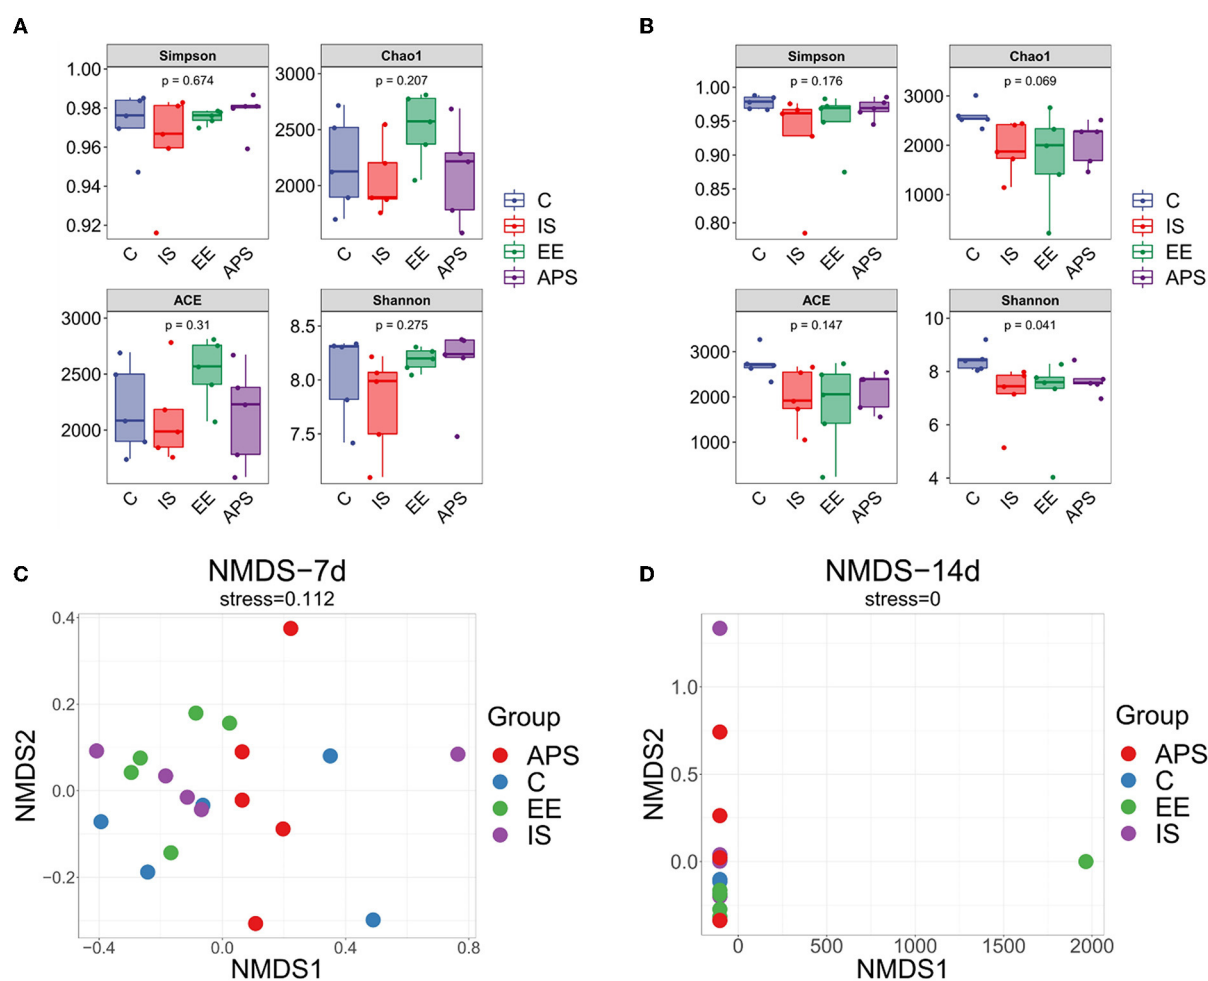 A
Simpson
p = 0.674
1.00
0.98
0.96
0.94
0.92
C
IS
EE
APS
Chao1
p = 0.207
3000
2500
2000
C
IS
EE
APS
ACE
p = 0.31
3000
2500
2000
C
IS
EE
APS
Shannon
p = 0.275
8.5
8.0
7.5
C
IS
EE
APS
C
IS
EE
APS
B
Simpson
p = 0.176
1.00
0.95
0.90
0.85
0.80
C
IS
EE
APS
Chao1
p = 0.069
3000
2000
1000
C
IS
EE
APS
ACE
p = 0.147
3000
2000
1000
C
IS
EE
APS
Shannon
p = 0.041
10
8
6
4
C
IS
EE
APS
C
IS
EE
APS
C
NMDS−7d
stress=0.112
NMDS2
0.4
0.2
0.0
−0.2
−0.4
0.0
0.4
0.8
NMDS1
Group
APS
C
EE
IS
D
NMDS−14d
stress=0
NMDS2
1.0
0.5
0.0
0
500
1000
1500
2000
NMDS1
Group
APS
C
EE
IS